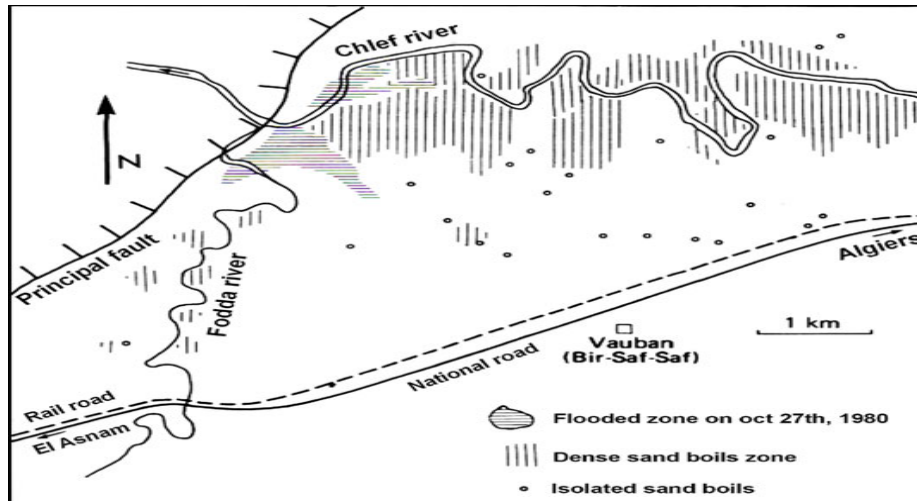 Chlef river
N
Principal fault
Fodda river
Algiers
1 km
Vauban
(Bir-Saf-Saf)
National road
Rail road
El Asnam
Flooded zone on oct 27th, 1980
Dense sand boils zone
Isolated sand boils